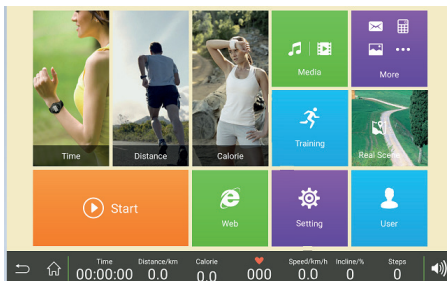 Media
More
Training
Time
Distance
Calorie
Real Scene
Start
Web
Setting
User
Time
Distance/km
Calorie
Speed/km/h
Incline/%
Steps
00:00:00
0.0
0.0
000
0.0
0
0